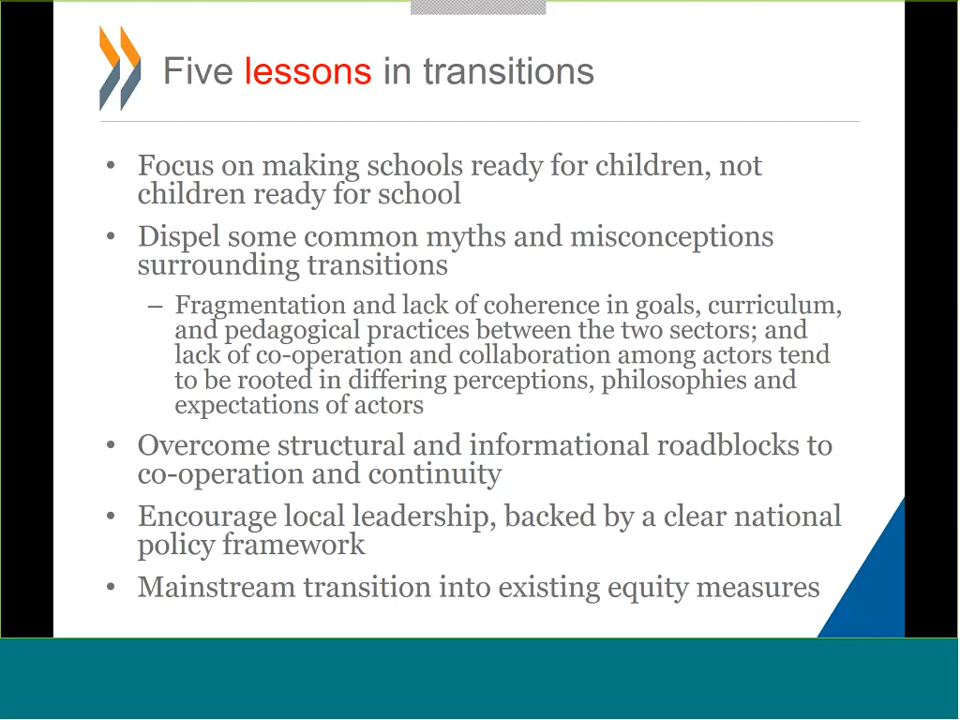 Five lessons in transitions
• Focus on making schools ready for children, not
children ready for school
• Dispel some common myths and misconceptions
surrounding transitions
– Fragmentation and lack of coherence in goals, curriculum,
and pedagogical practices between the two sectors; and
lack of co-operation and collaboration among actors tend
to be rooted in differing perceptions, philosophies and
expectations of actors
• Overcome structural and informational roadblocks to
co-operation and continuity
• Encourage local leadership, backed by a clear national
policy framework
• Mainstream transition into existing equity measures